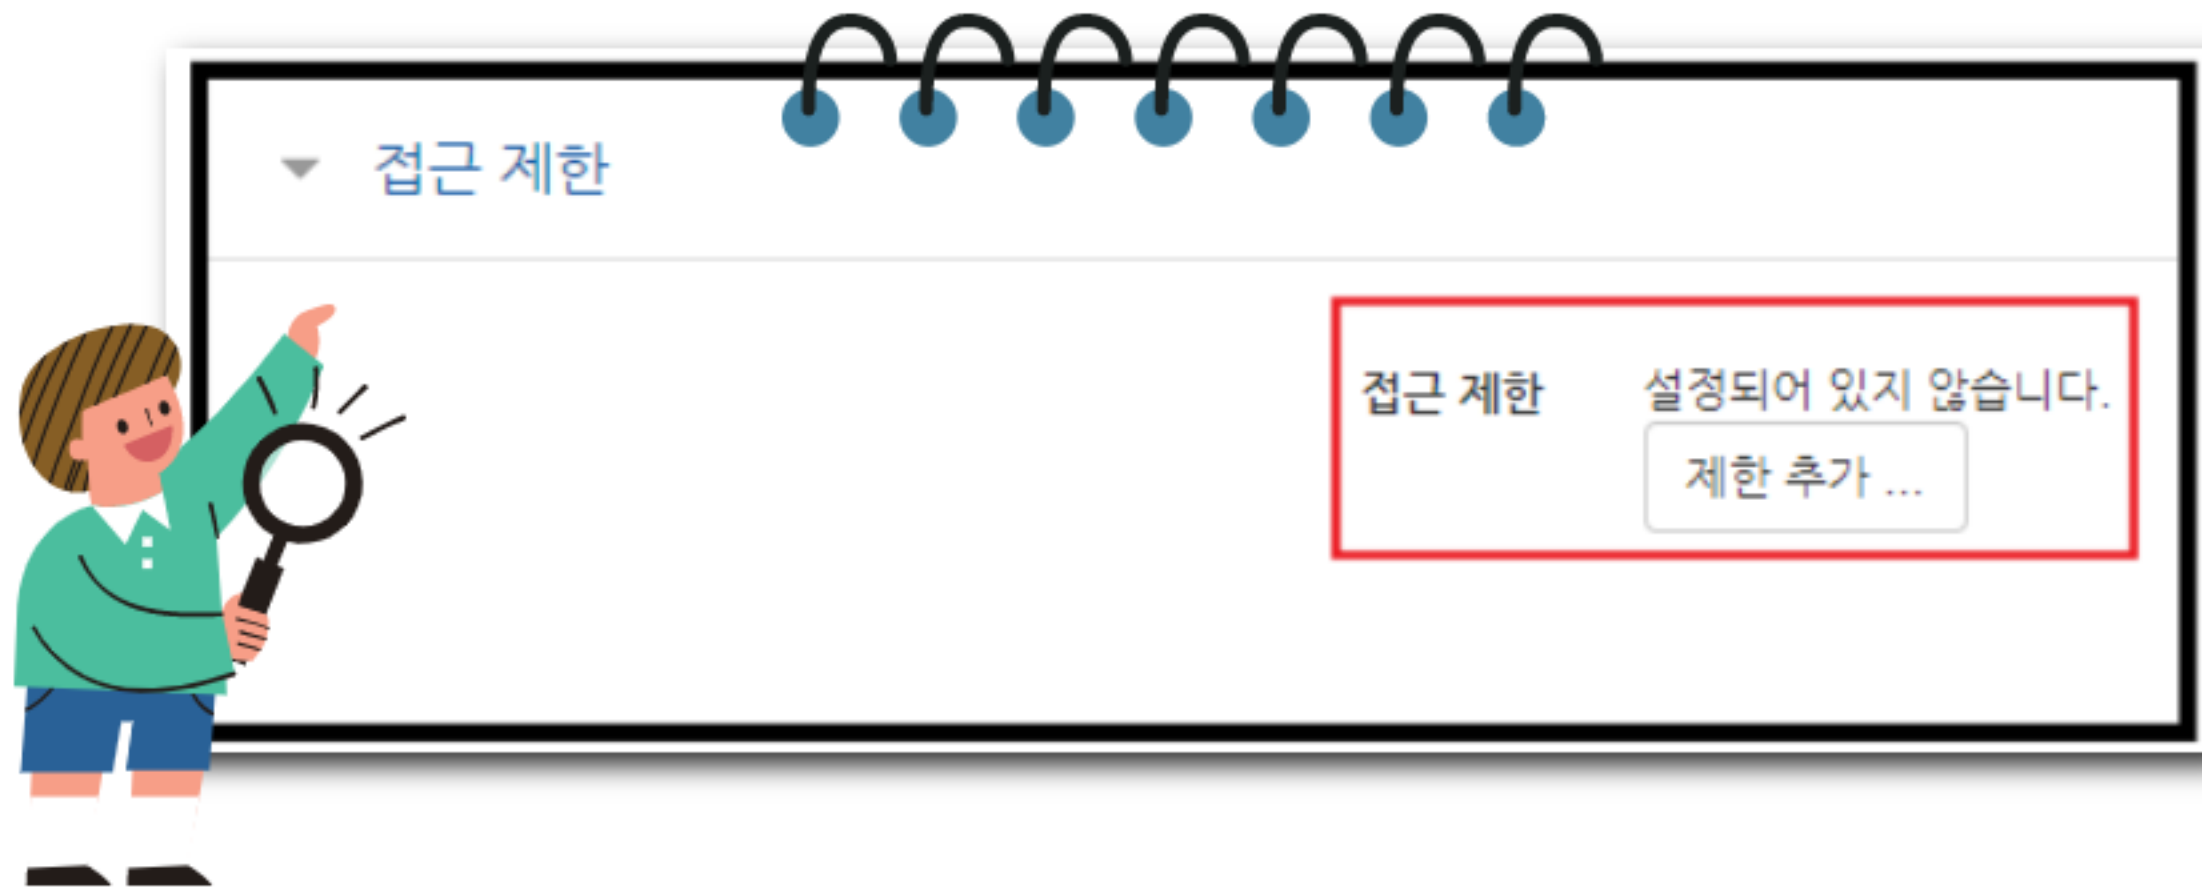 접근 제한
접근 제한 설정되어 있지 않습니다.
제한 추가 ...